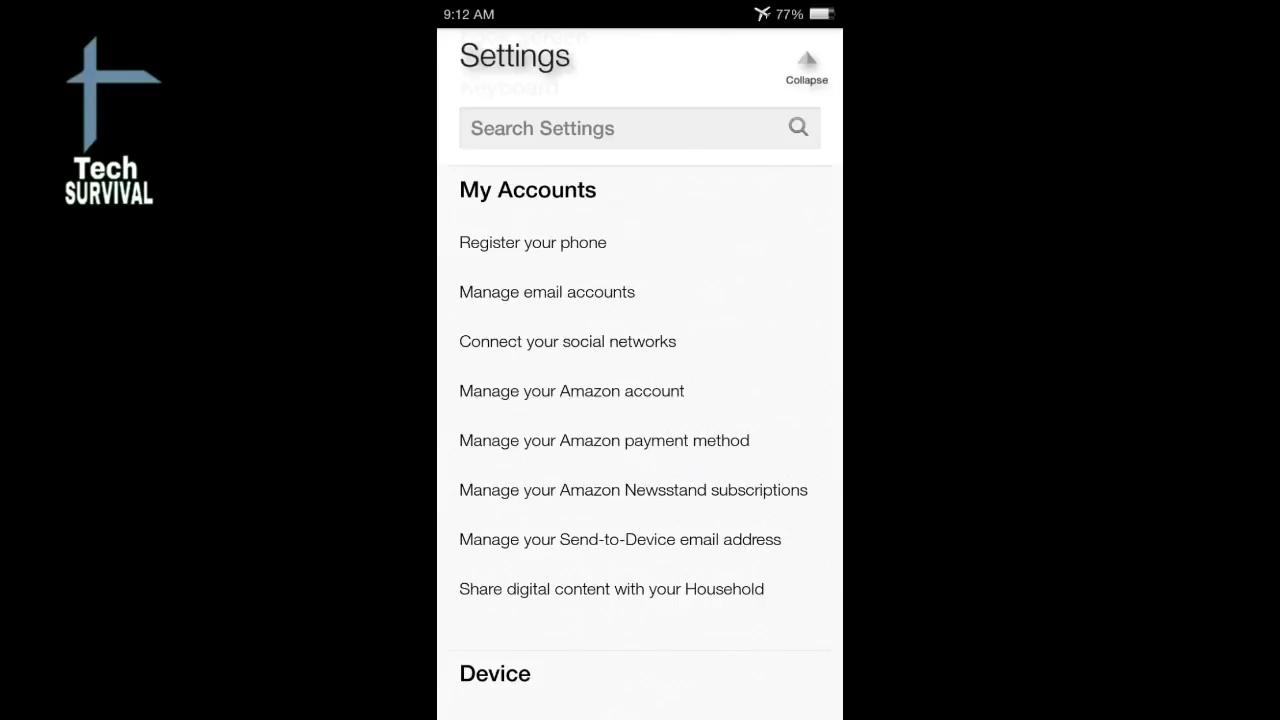 9:12 AM
77%
Settings
Collapse
Keyboard
Search Settings
Tech
SURVIVAL
My Accounts
Register your phone
Manage email accounts
Connect your social networks
Manage your Amazon account
Manage your Amazon payment method
Manage your Amazon Newsstand subscriptions
Manage your Send-to-Device email address
Share digital content with your Household
Device